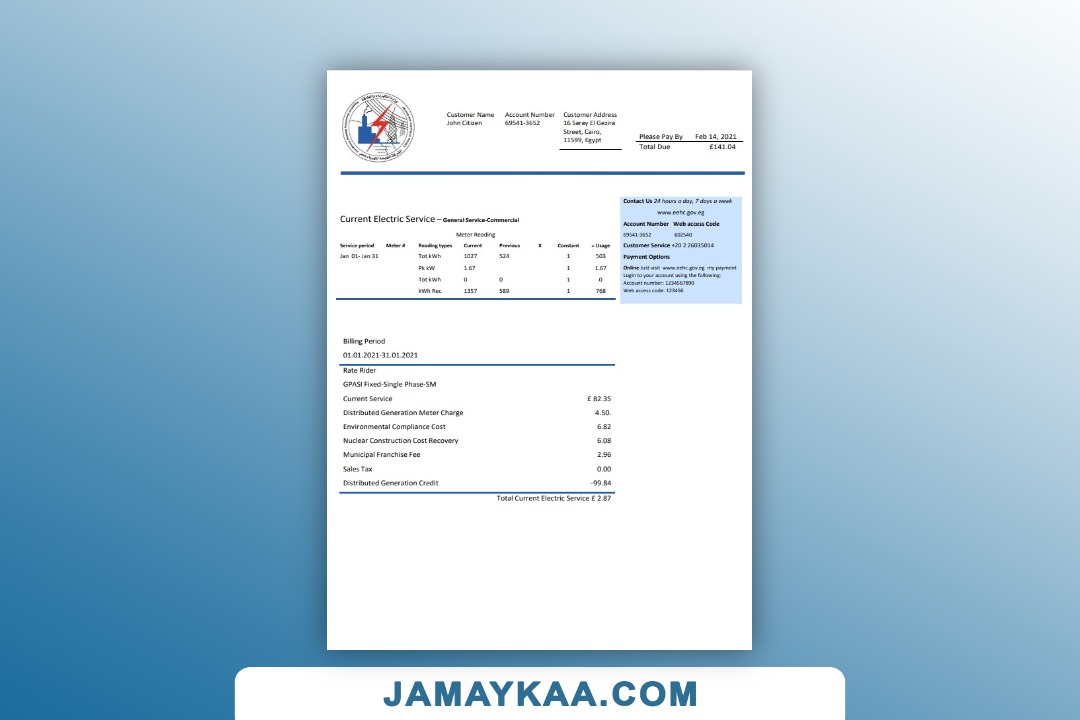 Customer Name Account Number Customer Address
John Citizen 69541-3652 16 Saray El Gezira
Street, Cairo,
11599, Egypt
Please Pay By Feb 14, 2021
Total Due £141.04
Current Electric Service – General Service-Commercial
Meter Reading
Service period Meter # Reading types Current Previous X Constant = Usage
Jan 01- Jan 31 Tot kWh 1027 524 1 503
Pk kW 1.67 1 1.67
Tot kWh 0 0 1 0
kWh Rec 1357 589 1 768
Contact Us 24 hours a day, 7 days a week
www.eehc.gov.eg
Account Number Web access Code
69541-3652 602540
Customer Service +20 2 26035014
Payment Options
Online Just visit www.eehc.gov.eg my payment
Login to your account using the following:
Account number: 1234567890
Web access code: 123456
Billing Period
01.01.2021-31.01.2021
Rate Rider
GPASI Fixed-Single Phase-SM
Current Service £ 82.35
Distributed Generation Meter Charge 4.50.
Environmental Compliance Cost 6.82
Nuclear Construction Cost Recovery 6.08
Municipal Franchise Fee 2.96
Sales Tax 0.00
Distributed Generation Credit -99.84
Total Current Electric Service £ 2.87
JAMAYKAA.COM